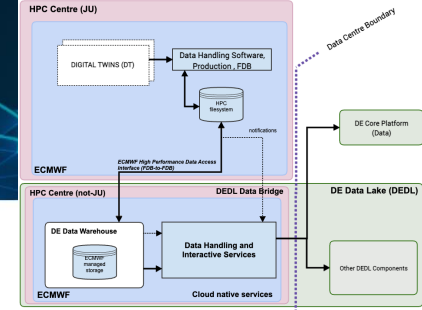 HPC Centre (JU)
DIGITAL TWINS (DT)
Data Handling Software,
Production , FDB
HPC
filesystem
notifications
ECMWF High Performance Data Access
Interface (FDB-to-FDB)
ECMWF
Data Centre Boundary
DE Core Platform
(Data)
HPC Centre (not-JU)
DEDL Data Bridge
DE Data Lake (DEDL)
DE Data Warehouse
ECMWF
managed
storage
Data Handling and
Interactive Services
Other DEDL Components
ECMWF
Cloud native services